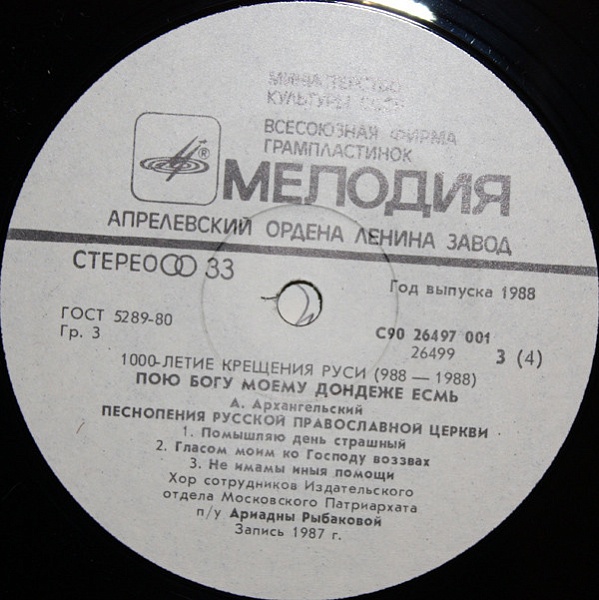 МИНИСТЕРСТВО
КУЛЬТУРЫ СССР
ВСЕСОЮЗНАЯ ФИРМА
ГРАМПЛАСТИНОК
®
МЕЛОДИЯ
АПРЕЛЕВСКИЙ ОРДЕНА ЛЕНИНА ЗАВОД
СТЕРЕО 33
Год выпуска 1988
ГОСТ 5289-80
Гр. 3
С90 26497 001
26499 3 (4)
1000-ЛЕТИЕ КРЕЩЕНИЯ РУСИ (988 — 1988)
ПОЮ БОГУ МОЕМУ ДОНДЕЖЕ ЕСМЬ
А. Архангельский
ПЕСНОПЕНИЯ РУССКОЙ ПРАВОСЛАВНОЙ ЦЕРКВИ
1. Помышляю день страшный
2. Гласом моим ко Господу воззвах
3. Не имамы иныя помощи
Хор сотрудников Издательского
отдела Московского Патриархата
п/у Ариадны Рыбаковой
Запись 1987 г.